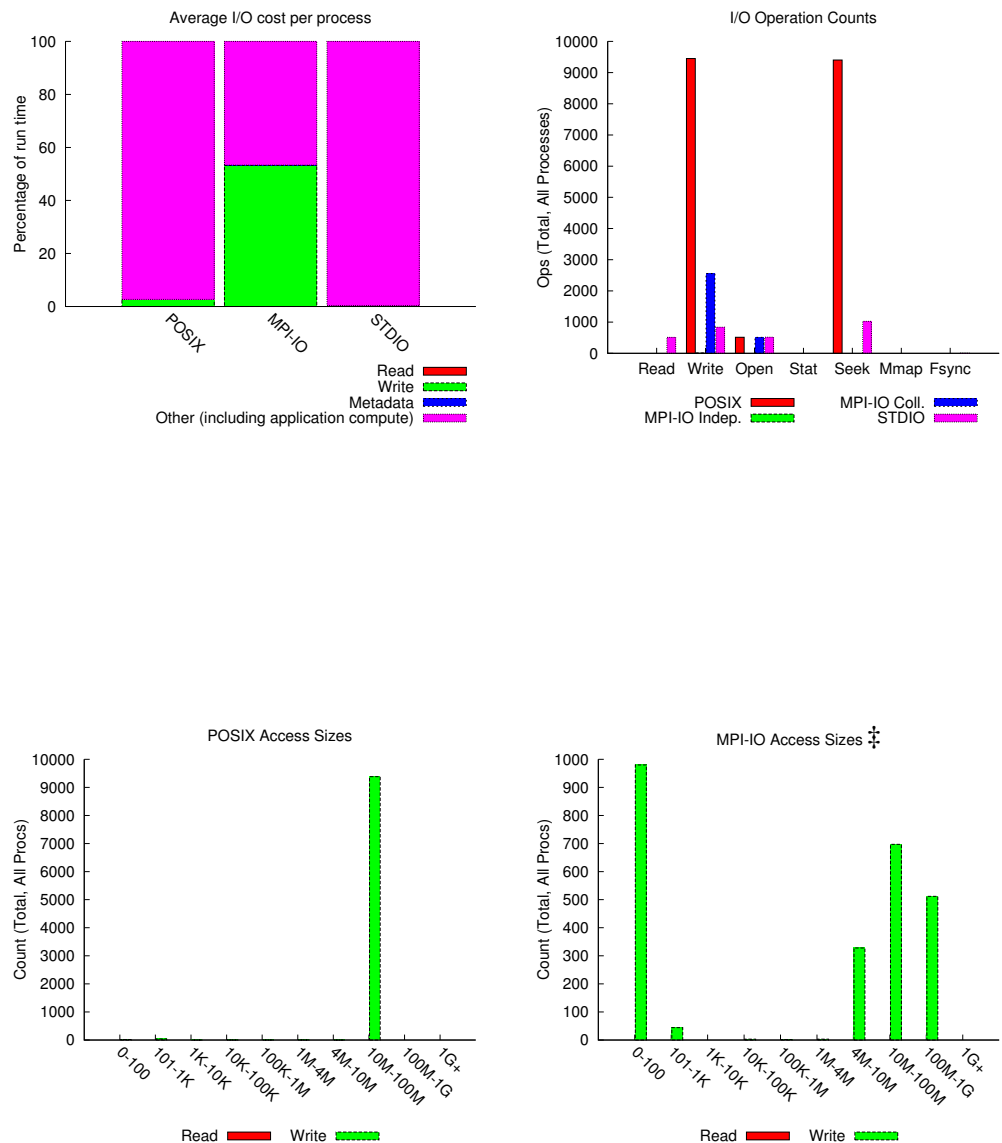 Average I/O cost per process
Percentage of run time
100
80
60
40
20
0
POSIX
MPI-IO
STDIO
Read
Write
Metadata
Other (including application compute)
I/O Operation Counts
Ops (Total, All Processes)
10000
9000
8000
7000
6000
5000
4000
3000
2000
1000
0
Read Write Open Stat Seek Mmap Fsync
POSIX MPI-IO Coll.
MPI-IO Indep. STDIO
POSIX Access Sizes
Count (Total, All Procs)
10000
9000
8000
7000
6000
5000
4000
3000
2000
1000
0
0-100
101-1K
1K-10K
10K-100K
100K-1M
1M-4M
4M-10M
10M-100M
100M-1G
1G+
Read Write
MPI-IO Access Sizes ‡
Count (Total, All Procs)
1000
900
800
700
600
500
400
300
200
100
0
0-100
101-1K
1K-10K
10K-100K
100K-1M
1M-4M
4M-10M
10M-100M
100M-1G
1G+
Read Write